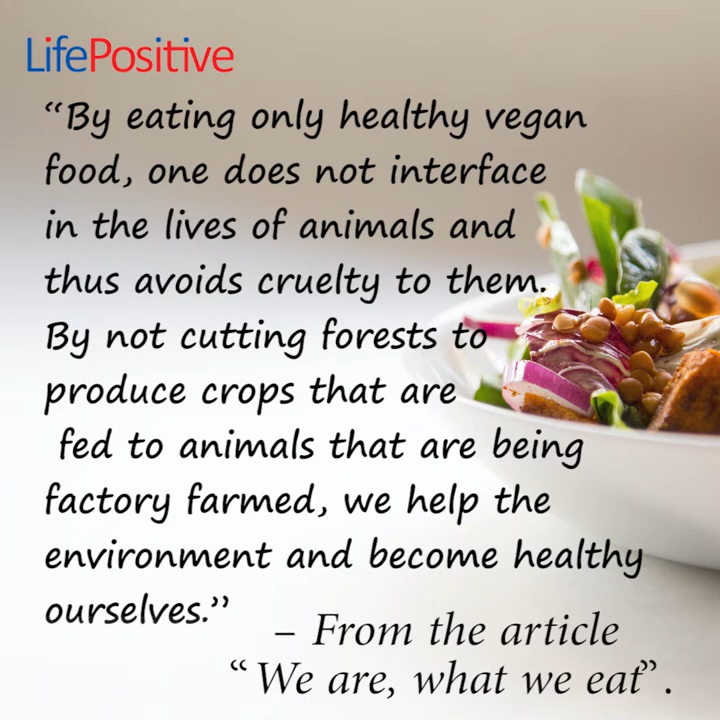 LifePositive
“By eating only healthy vegan
food, one does not interface
in the lives of animals and
thus avoids cruelty to them.
By not cutting forests to
produce crops that are
fed to animals that are being
factory farmed, we help the
environment and become healthy
ourselves.”
– From the article
“We are, what we eat”.